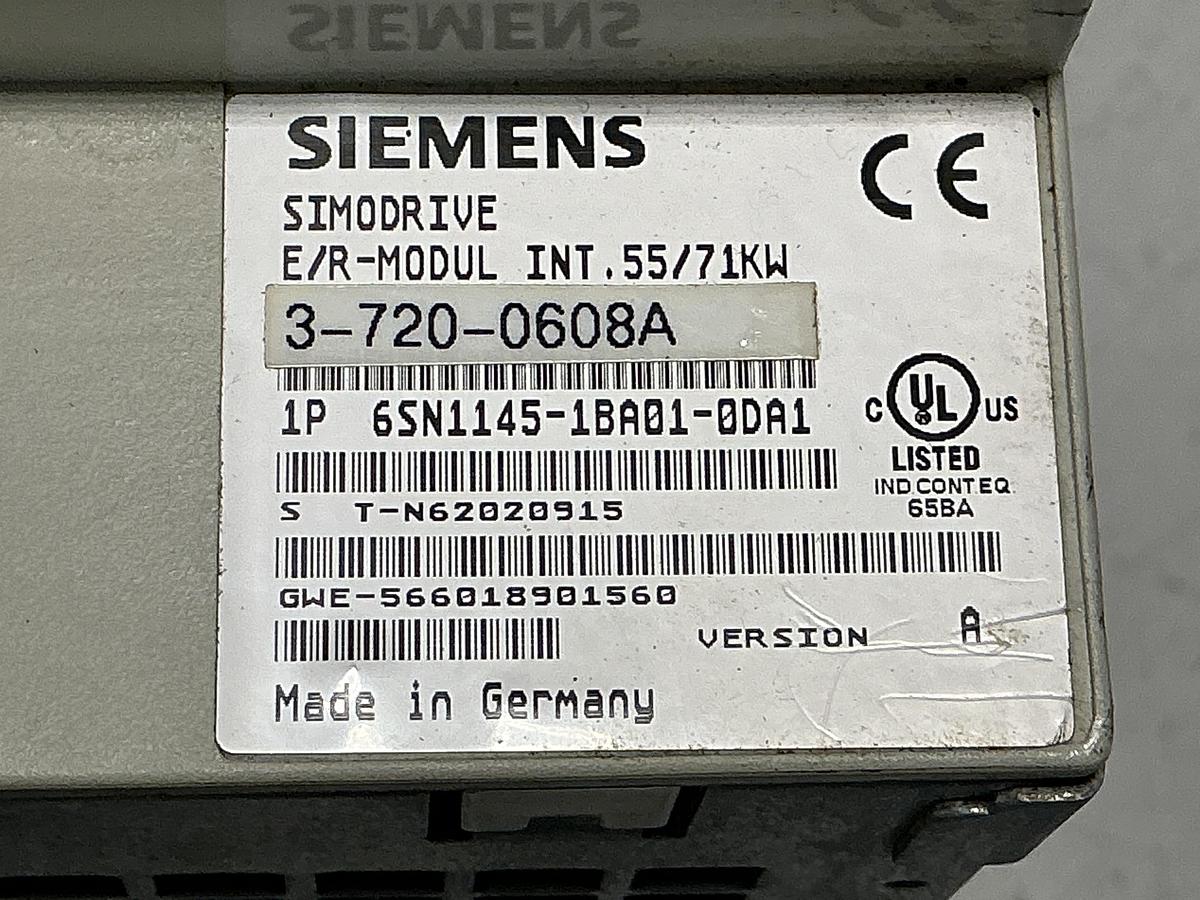 SIEMENS
SIEMENS
CE
SIMODRIVE
E/R-MODUL INT.55/71KW
3-720-0608A
1P 6SN1145-1BA01-0DA1
C UL US
LISTED
IND.CONT.EQ.
65BA
S T-N62020915
GWE-566018901560
VERSION A
Made in Germany